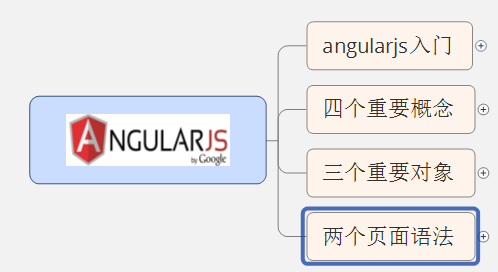 angularjs入门
四个重要概念
ANGULARJS
by Google
三个重要对象
两个页面语法